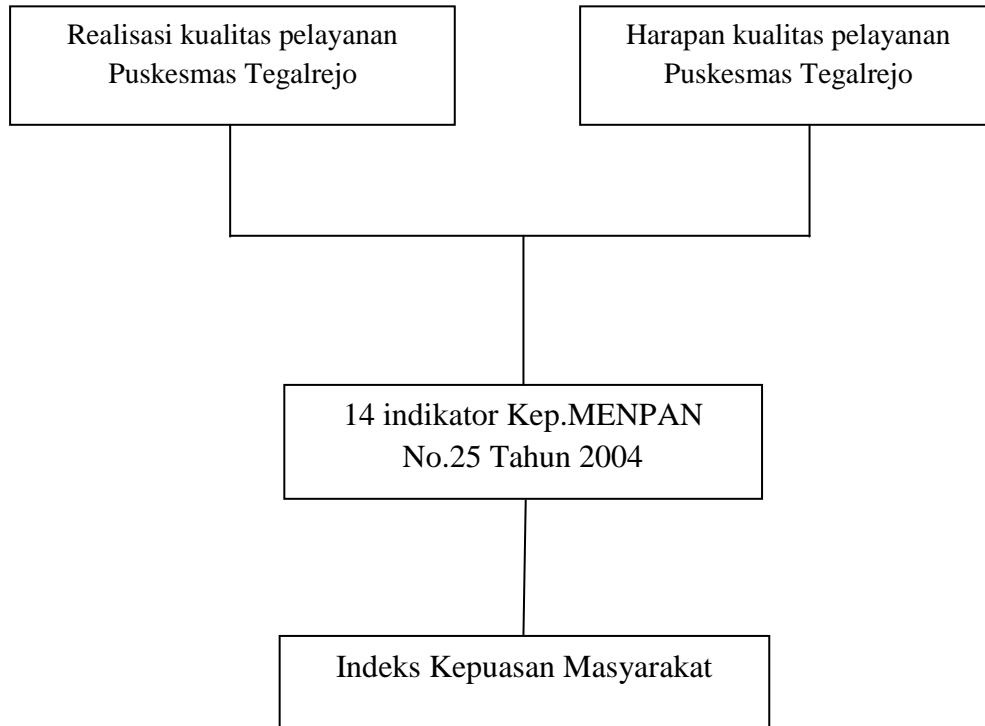 Realisasi kualitas pelayanan
Puskesmas Tegalrejo
Harapan kualitas pelayanan
Puskesmas Tegalrejo
14 indikator Kep.MENPAN
No.25 Tahun 2004
Indeks Kepuasan Masyarakat